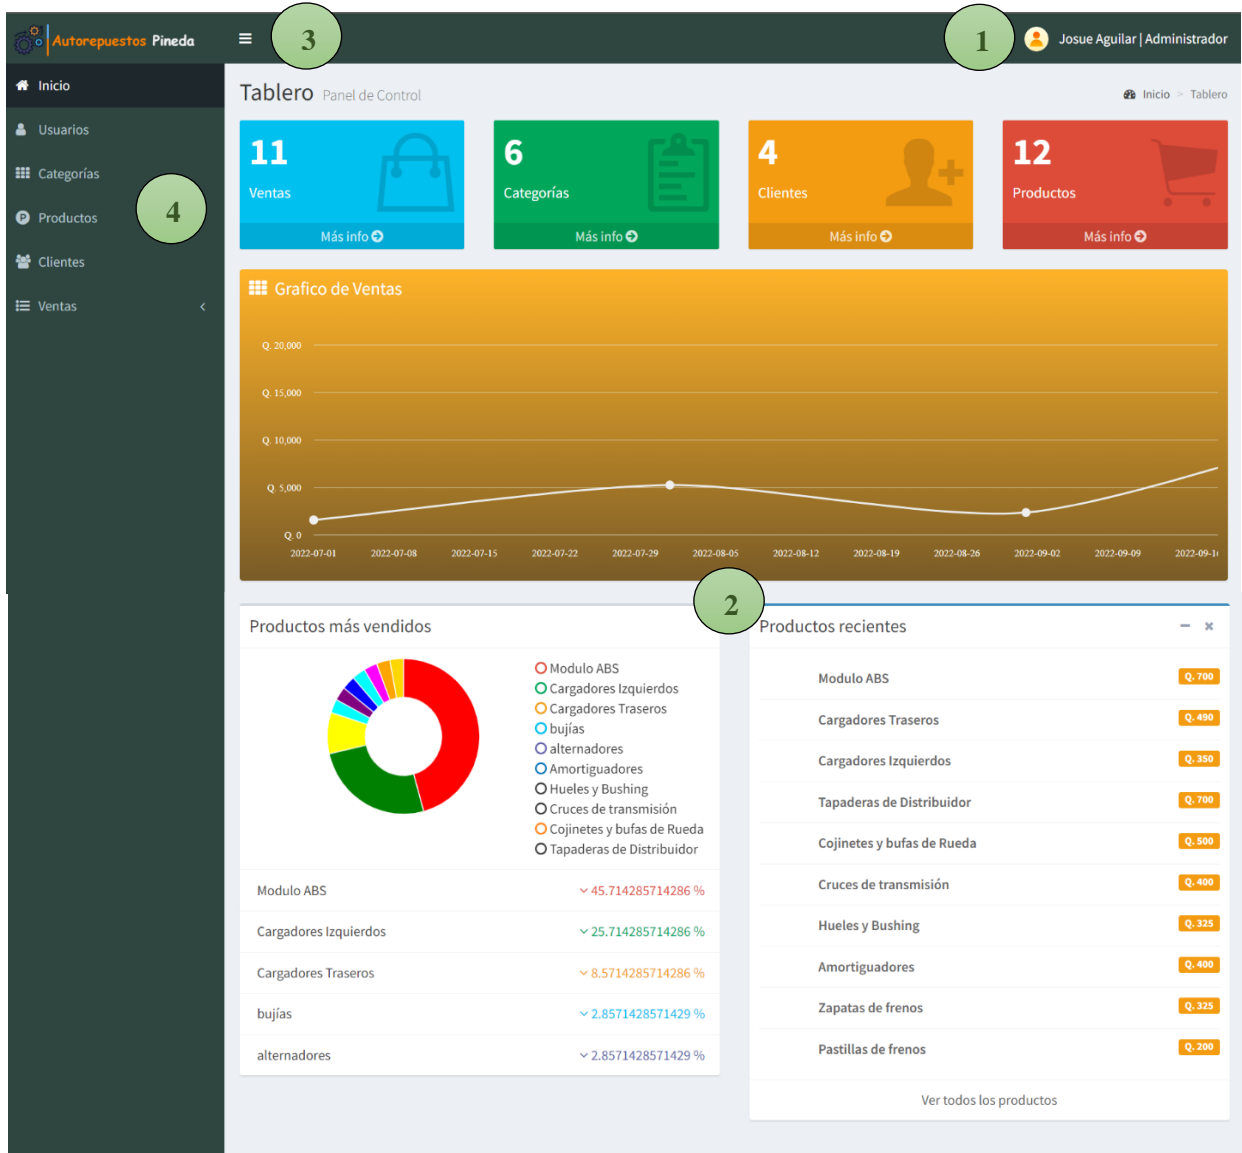 Autorepuestos Pineda
3
1
Josue Aguilar | Administrador
Inicio
Usuarios
Categorías
Productos
4
Clientes
Ventas
Tablero Panel de Control
Inicio > Tablero
11
Ventas
Más info
6
Categorías
Más info
4
Clientes
Más info
12
Productos
Más info
Grafico de Ventas
Q. 20,000
Q. 15,000
Q. 10,000
Q. 5,000
Q. 0
2022-07-01 2022-07-08 2022-07-15 2022-07-22 2022-07-29 2022-08-05 2022-08-12 2022-08-19 2022-08-26 2022-09-02 2022-09-09
2
Productos más vendidos
Modulo ABS
Cargadores Izquierdos
Cargadores Traseros
bujías
alternadores
Amortiguadores
Hueles y Bushing
Cruces de transmisión
Cojinetes y bufas de Rueda
Tapaderas de Distribuidor
Modulo ABS 45.714285714286 %
Cargadores Izquierdos 25.714285714286 %
Cargadores Traseros 8.5714285714286 %
bujías 2.8571428571429 %
alternadores 2.8571428571429 %
Productos recientes
Modulo ABS Q. 700
Cargadores Traseros Q. 490
Cargadores Izquierdos Q. 350
Tapaderas de Distribuidor Q. 700
Cojinetes y bufas de Rueda Q. 500
Cruces de transmisión Q. 400
Hueles y Bushing Q. 325
Amortiguadores Q. 400
Zapatas de frenos Q. 325
Pastillas de frenos Q. 200
Ver todos los productos